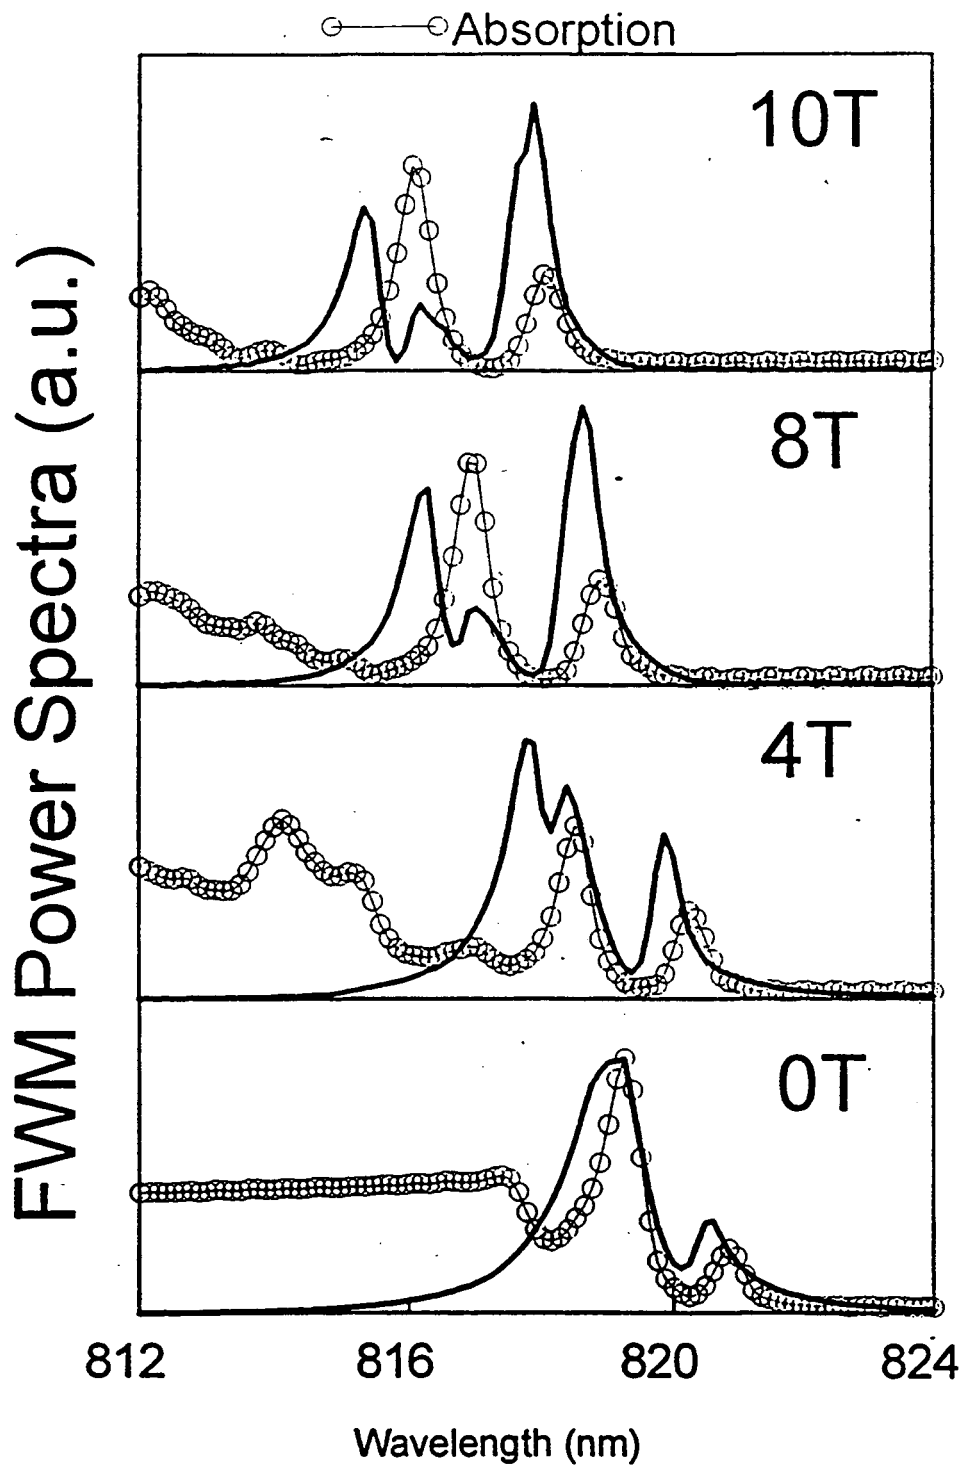 Absorption
10T
8T
4T
0T
FWM Power Spectra (a.u.)
812 816 820 824
Wavelength (nm)